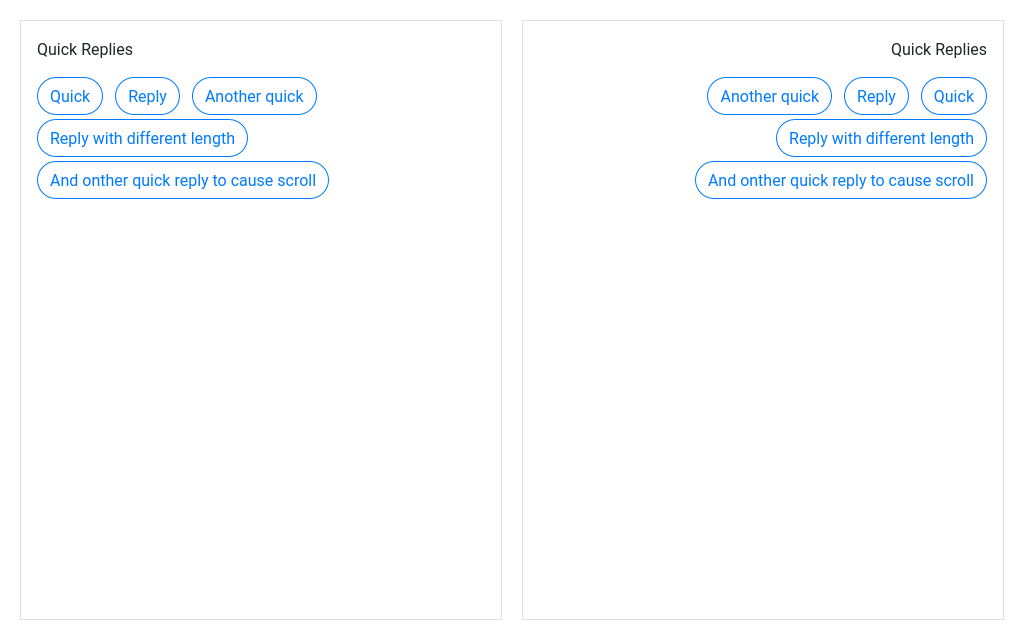 Quick Replies
Quick Reply Another quick
Reply with different length
And onther quick reply to cause scroll
Quick Replies
Another quick Reply Quick
Reply with different length
And onther quick reply to cause scroll